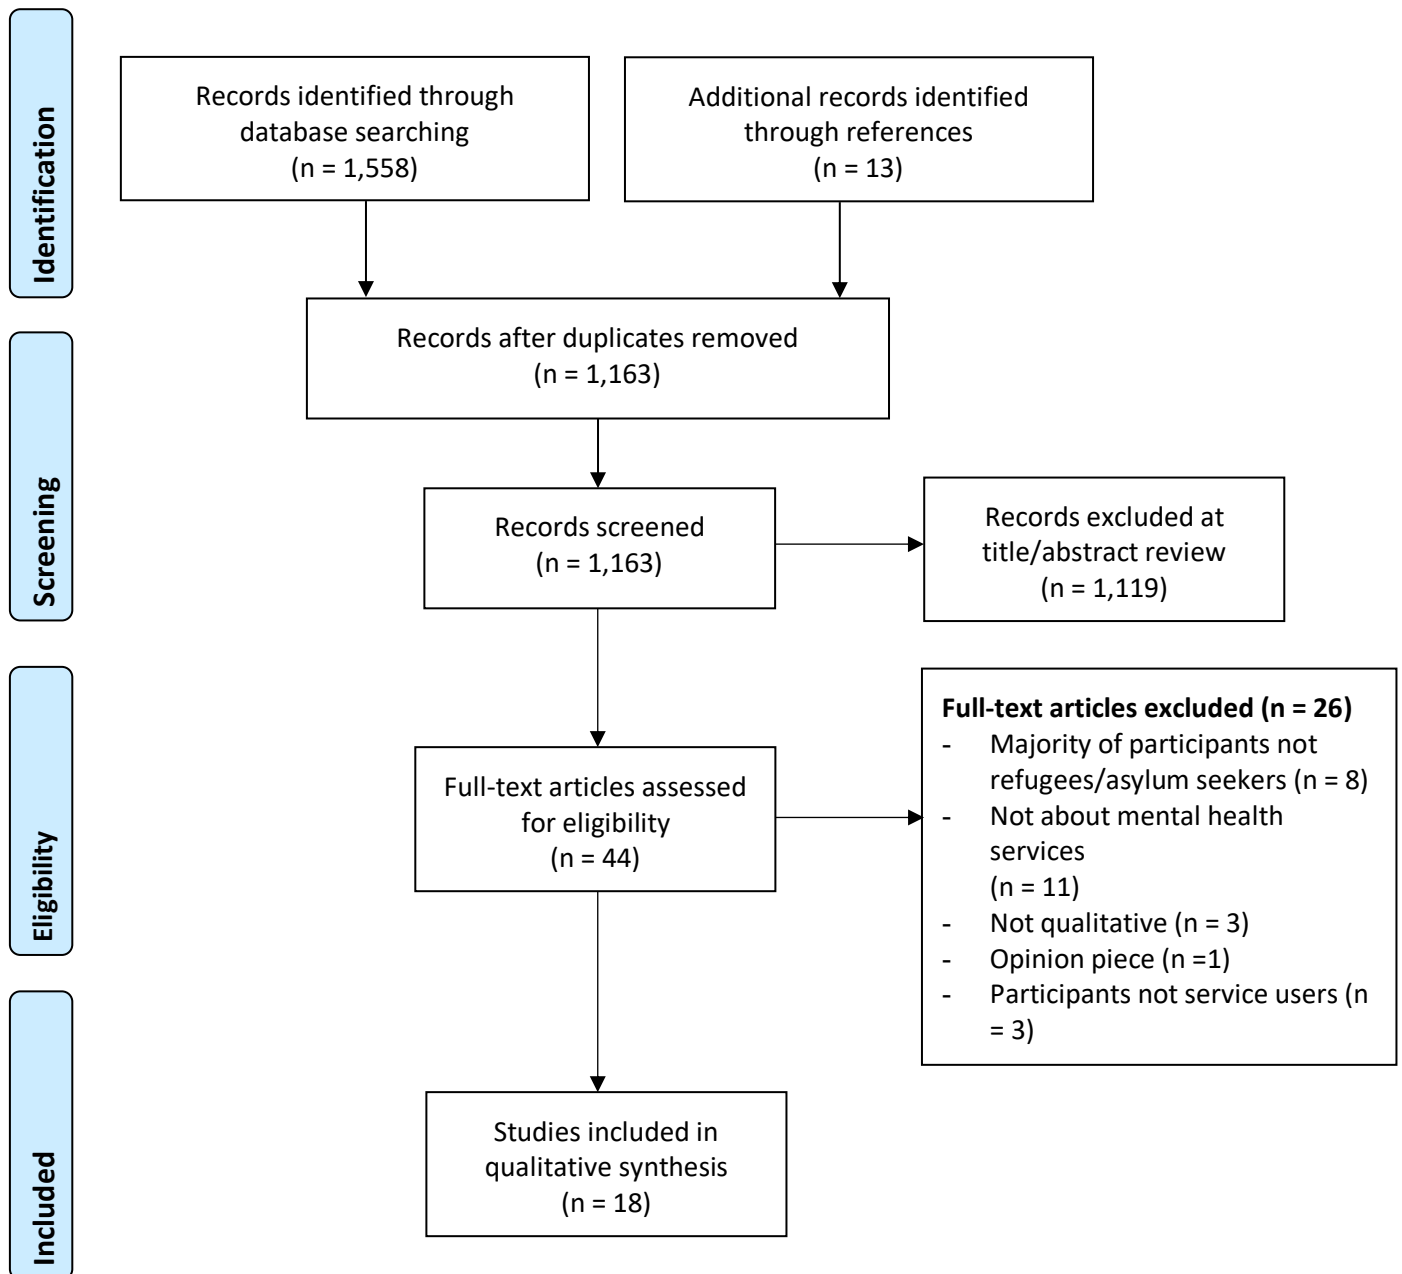 Identification
Records identified through
database searching
(n = 1,558)
Additional records identified
through references
(n = 13)
Records after duplicates removed
(n = 1,163)
Screening
Records screened
(n = 1,163)
Records excluded at
title/abstract review
(n = 1,119)
Eligibility
Full-text articles assessed
for eligibility
(n = 44)
Full-text articles excluded (n = 26)
- Majority of participants not
refugees/asylum seekers (n = 8)
- Not about mental health
services
(n = 11)
- Not qualitative (n = 3)
- Opinion piece (n =1)
- Participants not service users (n
= 3)
Included
Studies included in
qualitative synthesis
(n = 18)